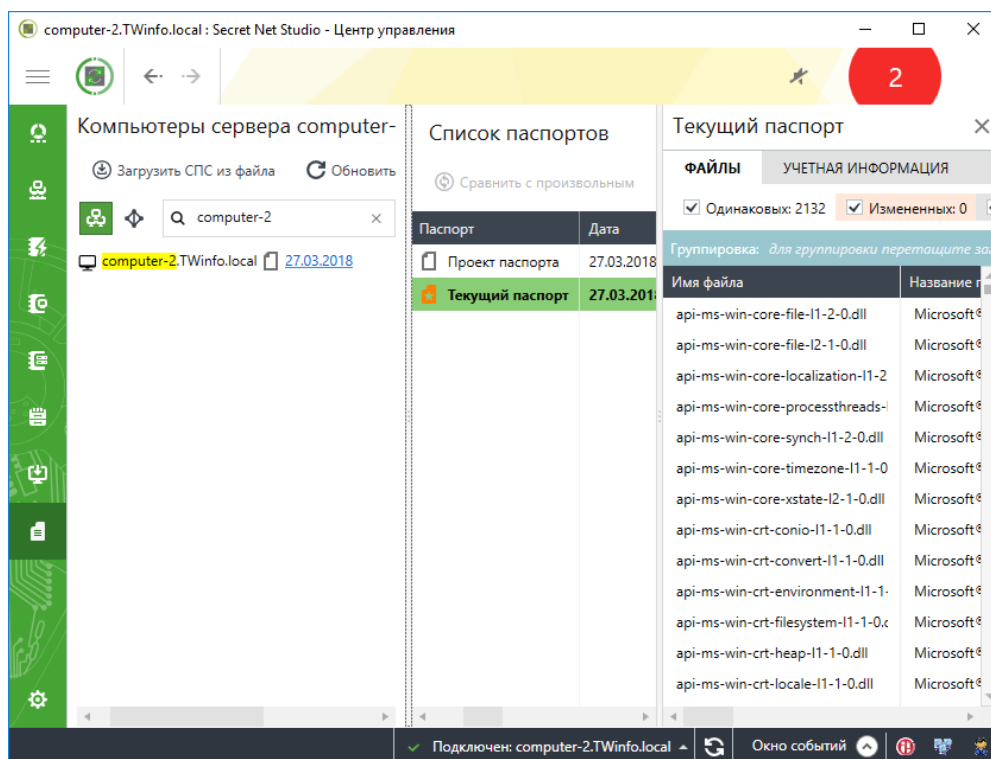 computer-2.TWinfo.local : Secret Net Studio - Центр управления
2
Компьютеры сервера computer-
Загрузить СПС из файла
Обновить
computer-2
computer-2.TWinfo.local 27.03.2018
Список паспортов
Сравнить с произвольным
Паспорт Дата
Проект паспорта 27.03.2018
Текущий паспорт 27.03.201
Текущий паспорт
ФАЙЛЫ УЧЕТНАЯ ИНФОРМАЦИЯ
Одинаковых: 2132 Измененных: 0
Группировка: для группировки перетащите за
Имя файла Название
api-ms-win-core-file-l1-2-0.dll Microsoft®
api-ms-win-core-file-l2-1-0.dll Microsoft®
api-ms-win-core-localization-l1-2 Microsoft®
api-ms-win-core-processthreads- Microsoft®
api-ms-win-core-synch-l1-2-0.dll Microsoft®
api-ms-win-core-timezone-l1-1-0 Microsoft®
api-ms-win-core-xstate-l2-1-0.dll Microsoft®
api-ms-win-crt-conio-l1-1-0.dll Microsoft®
api-ms-win-crt-convert-l1-1-0.dll Microsoft®
api-ms-win-crt-environment-l1-1- Microsoft®
api-ms-win-crt-filesystem-l1-1-0. Microsoft®
api-ms-win-crt-heap-l1-1-0.dll Microsoft®
api-ms-win-crt-locale-l1-1-0.dll Microsoft®
Подключен: computer-2.TWinfo.local
Окно событий